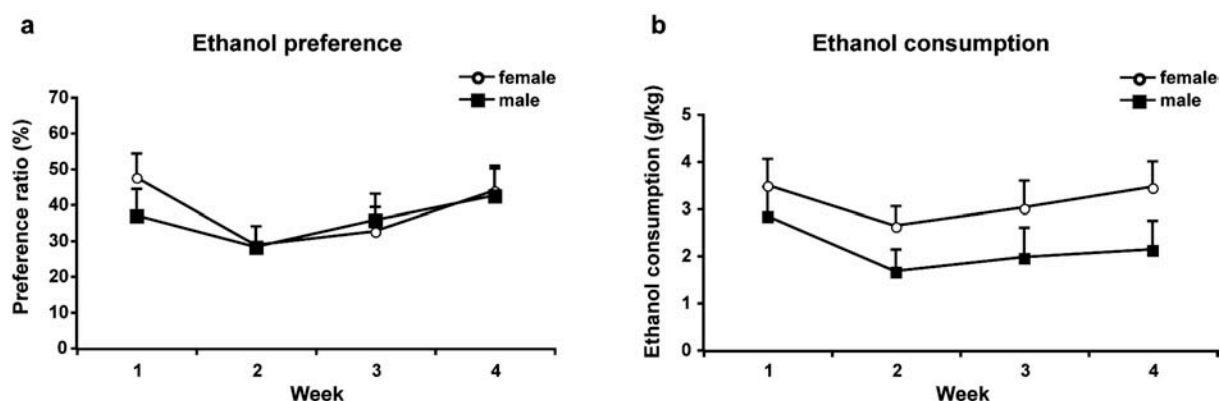 a
Ethanol preference
female
male
Preference ratio (%)
70
60
50
40
30
20
10
0
1 2 3 4
Week
b
Ethanol consumption
female
male
Ethanol consumption (g/kg)
5
4
3
2
1
0
1 2 3 4
Week